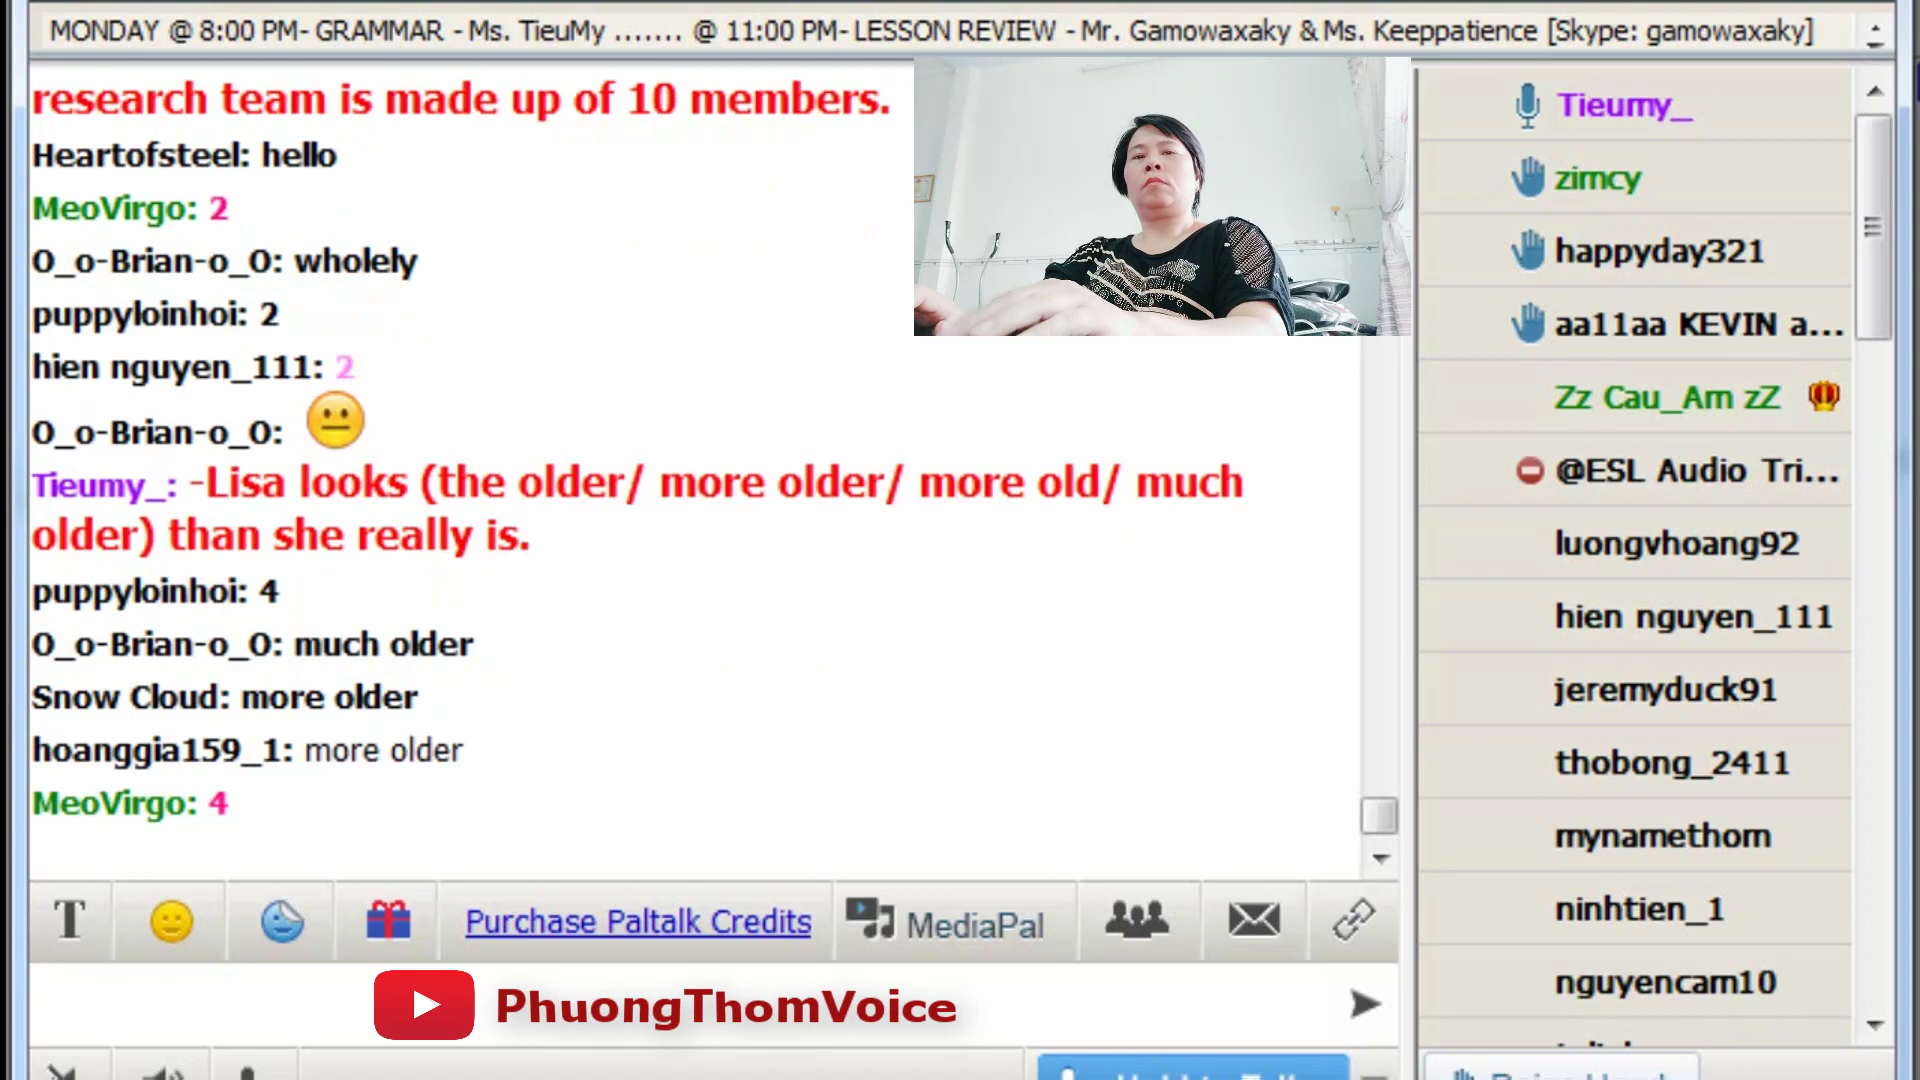 MONDAY @ 8:00 PM- GRAMMAR - Ms. TieuMy ....... @ 11:00 PM- LESSON REVIEW - Mr. Gamowaxaky & Ms. Keeppatience [Skype: gamowaxaky]
research team is made up of 10 members.
Heartofsteel: hello
MeoVirgo: 2
O_o-Brian-o_O: wholely
puppyloinhoi: 2
hien nguyen_111: 2
O_o-Brian-o_O:
Tieumy_: -Lisa looks (the older/ more older/ more old/ much
older) than she really is.
puppyloinhoi: 4
O_o-Brian-o_O: much older
Snow Cloud: more older
hoanggia159_1: more older
MeoVirgo: 4
Tieumy_
zimcy
happyday321
aa11aa KEVIN a...
Zz Cau_Am zZ
@ESL Audio Tri...
luongvhoang92
hien nguyen_111
jeremyduck91
thobong_2411
mynamethom
ninhtien_1
nguyencam10
T
Purchase Paltalk Credits
MediaPal
PhuongThomVoice